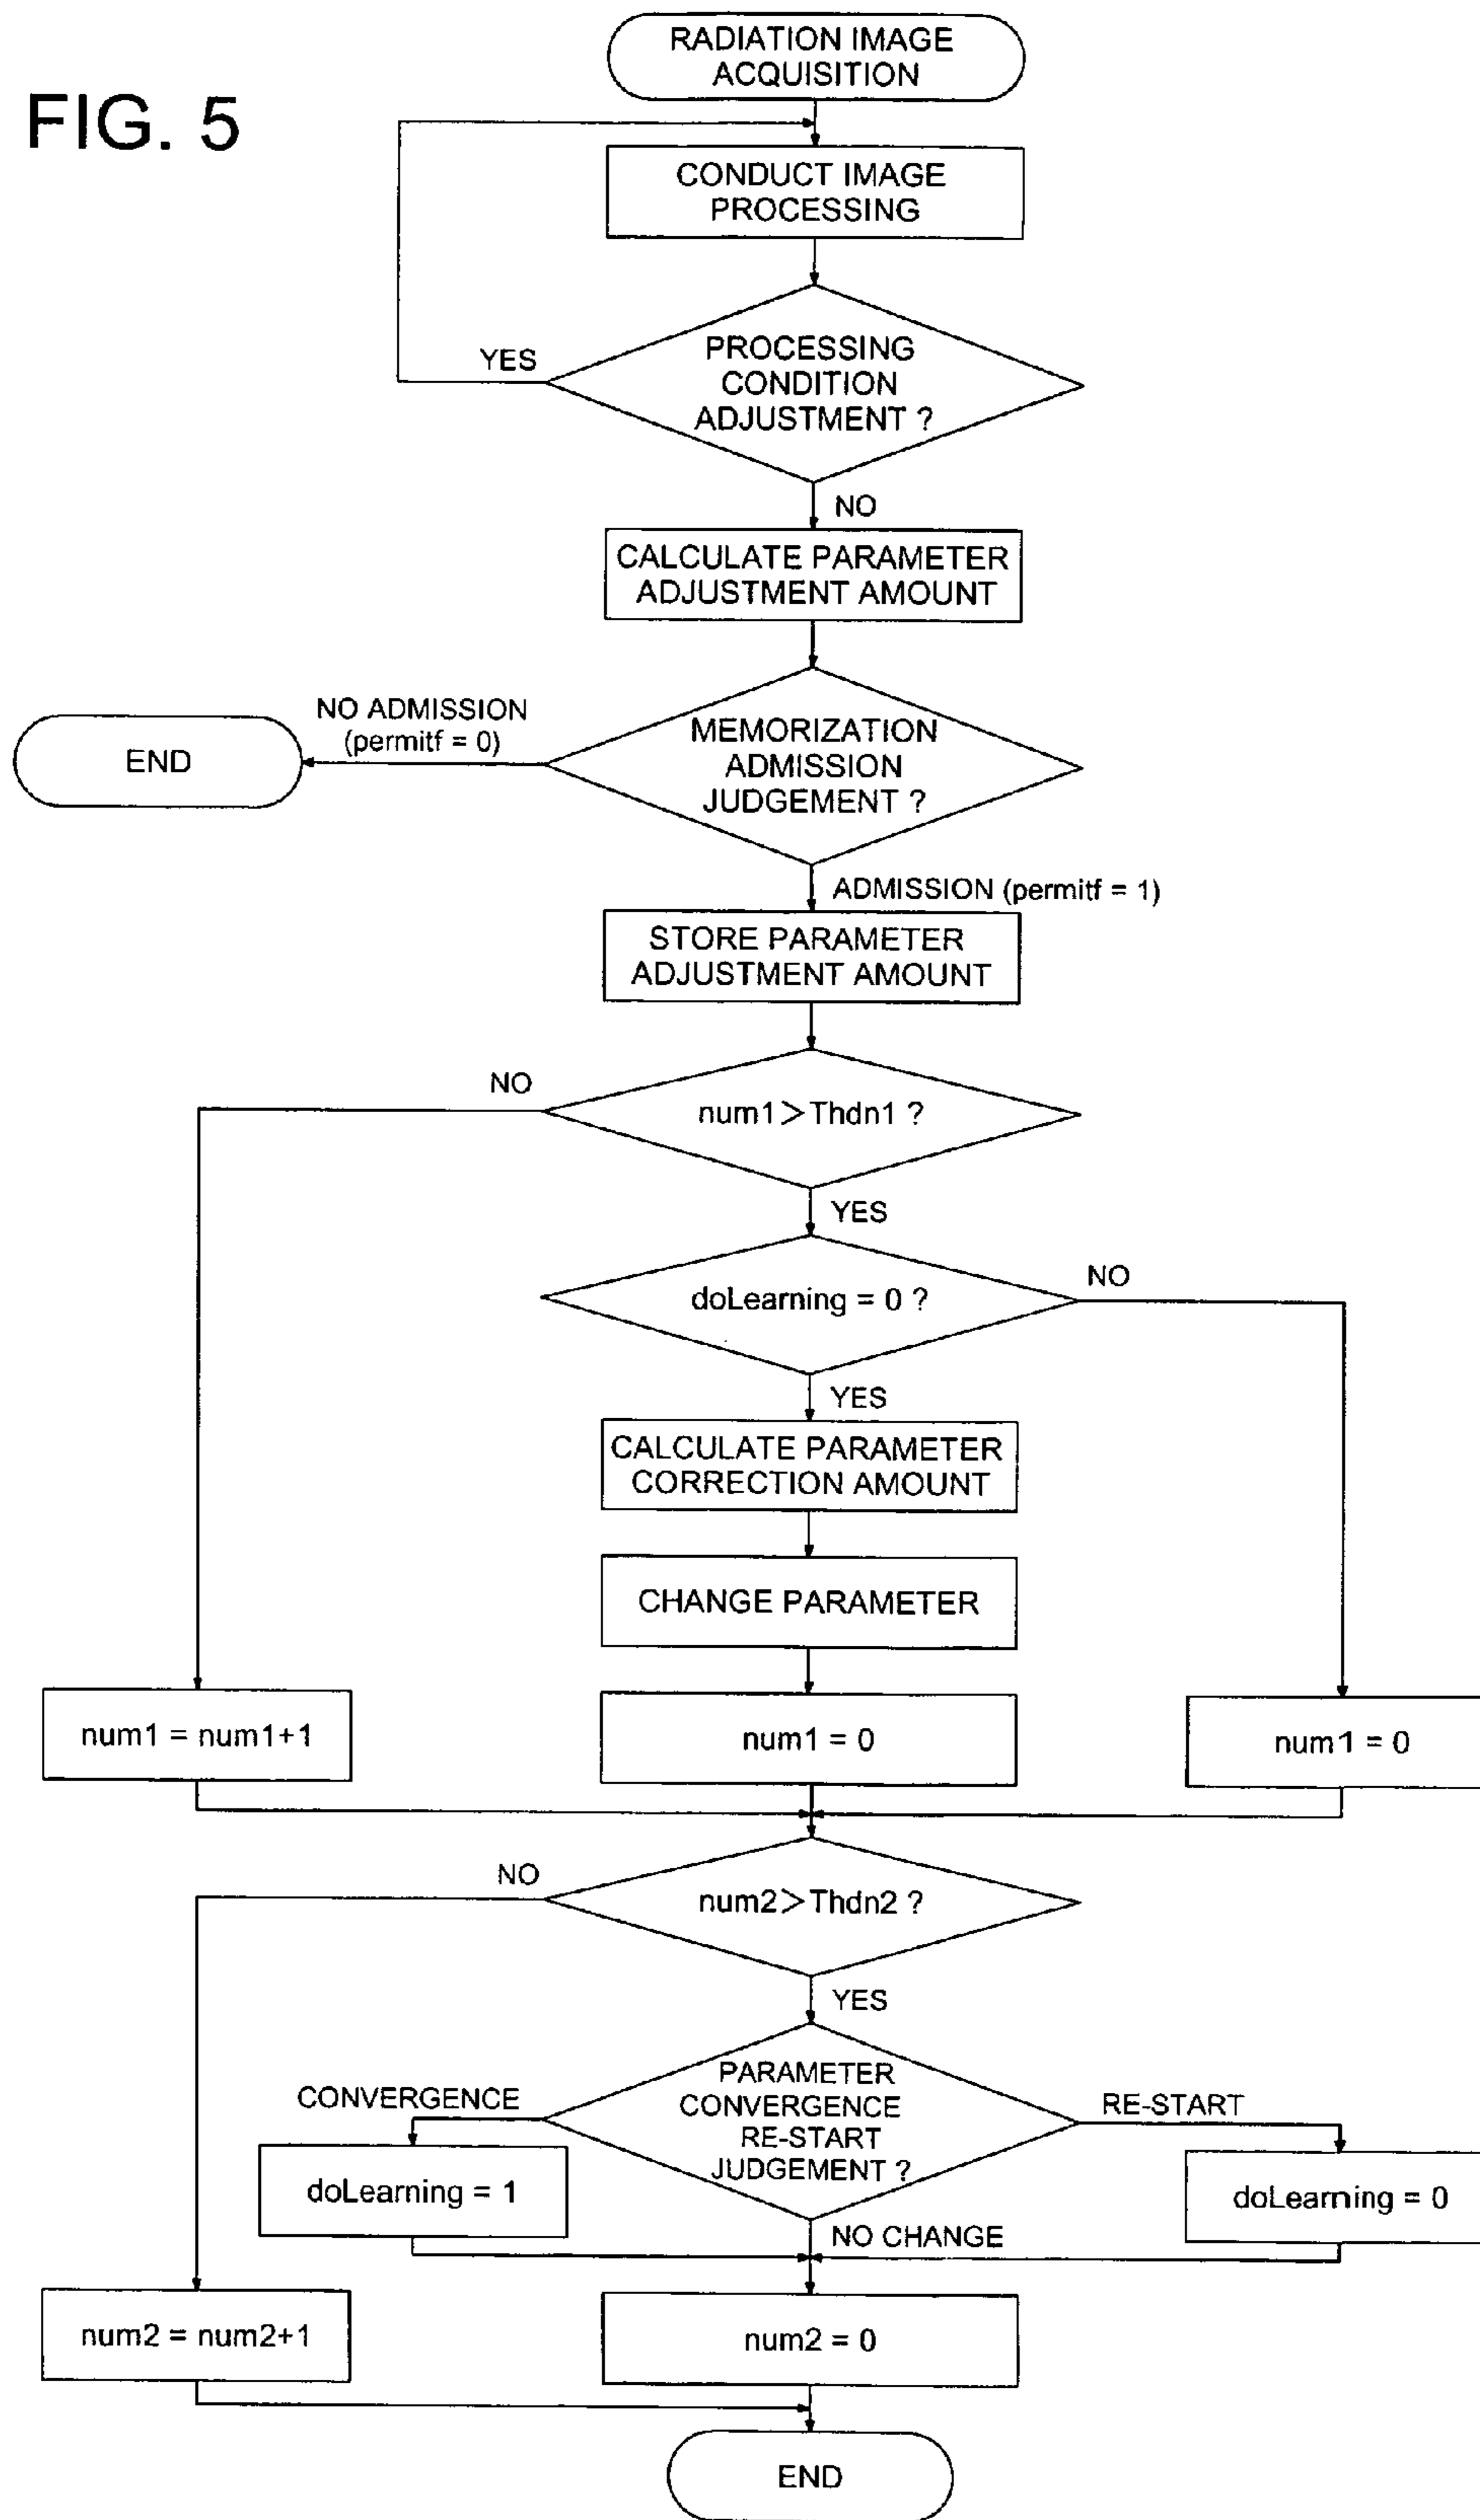 RADIATION IMAGE
ACQUISITION
FIG. 5
CONDUCT IMAGE
PROCESSING
YES
PROCESSING
CONDITION
ADJUSTMENT ?
NO
CALCULATE PARAMETER
ADJUSTMENT AMOUNT
NO ADMISSION
(permitf = 0)
END
MEMORIZATION
ADMISSION
JUDGEMENT ?
ADMISSION (permitf = 1)
STORE PARAMETER
ADJUSTMENT AMOUNT
NO
num1>Thdn1 ?
YES
NO
doLearning = 0 ?
YES
CALCULATE PARAMETER
CORRECTION AMOUNT
CHANGE PARAMETER
num1 = num1+1
num1 = 0
num1 = 0
NO
num2>Thdn2 ?
YES
CONVERGENCE
PARAMETER
CONVERGENCE
RE-START
JUDGEMENT ?
RE-START
doLearning = 1
doLearning = 0
NO CHANGE
num2 = num2+1
num2 = 0
END